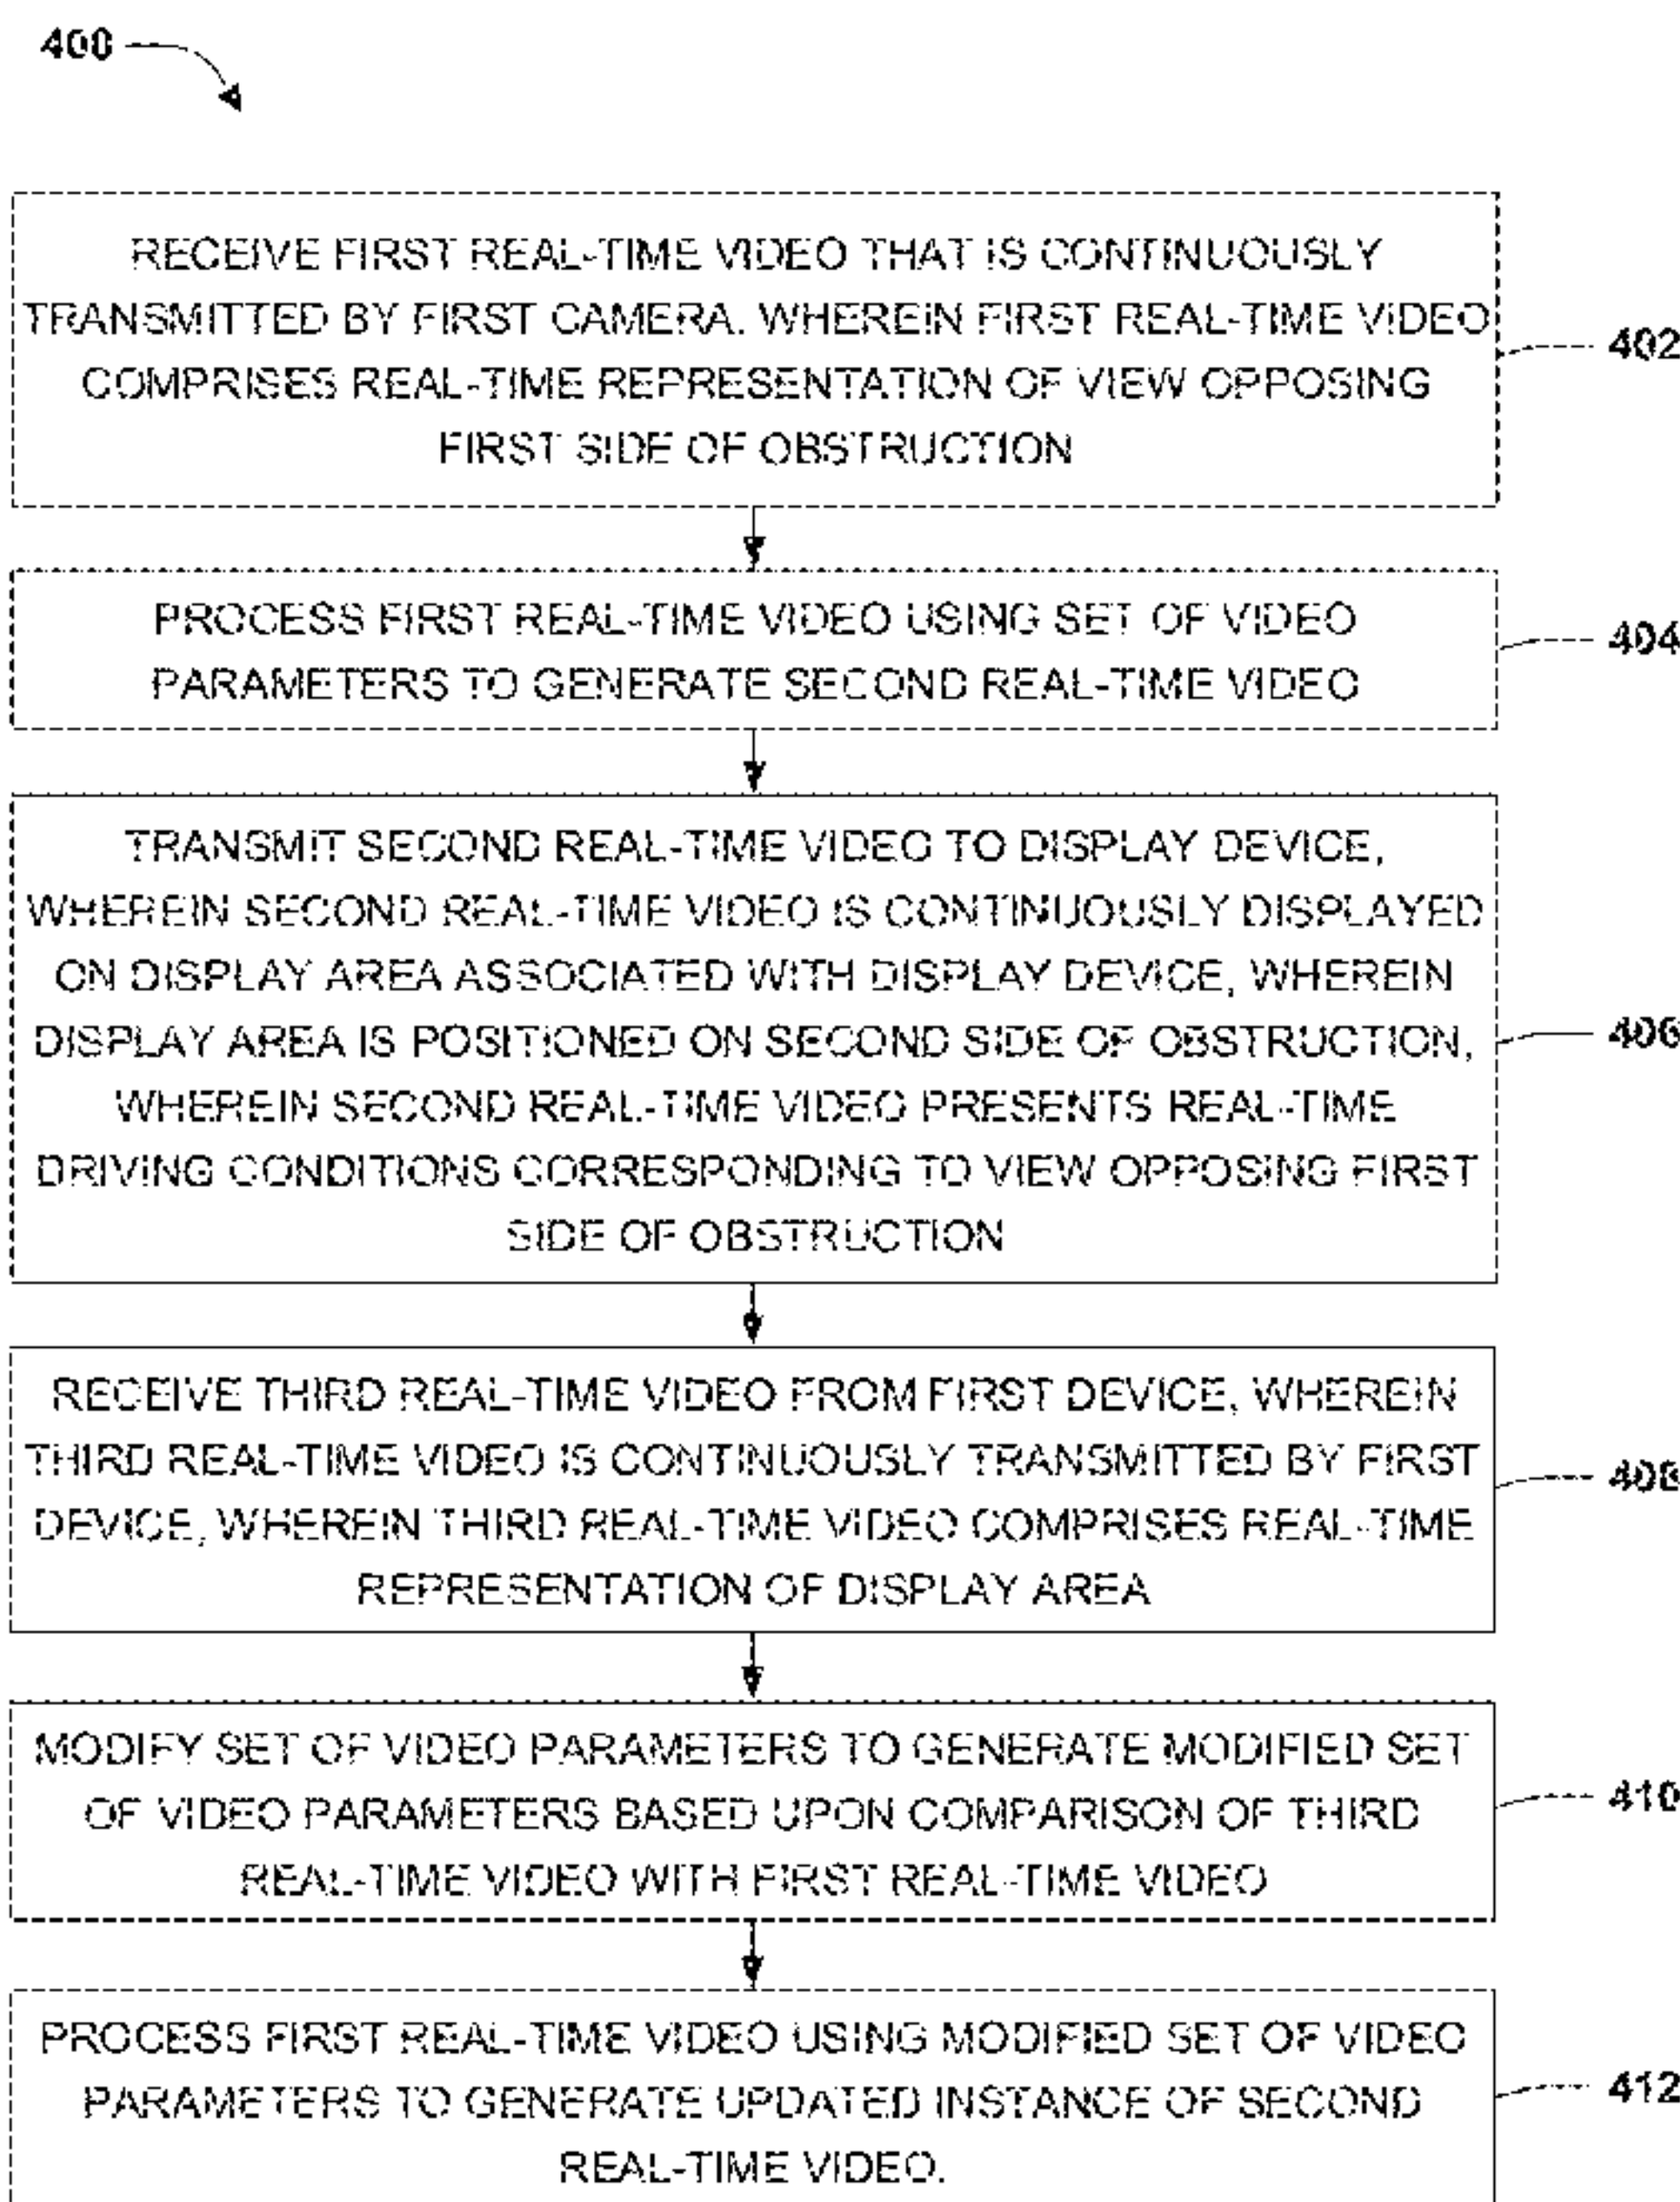 400
RECEIVE FIRST REAL-TIME VIDEO THAT IS CONTINUOUSLY
TRANSMITTED BY FIRST CAMERA. WHEREIN FIRST REAL-TIME VIDEO
COMPRISES REAL-TIME REPRESENTATION OF VIEW OPPOSING
FIRST SIDE OF OBSTRUCTION
402
PROCESS FIRST REAL-TIME VIDEO USING SET OF VIDEO
PARAMETERS TO GENERATE SECOND REAL-TIME VIDEO
404
TRANSMIT SECOND REAL-TIME VIDEO TO DISPLAY DEVICE,
WHEREIN SECOND REAL-TIME VIDEO IS CONTINUOUSLY DISPLAYED
ON DISPLAY AREA ASSOCIATED WITH DISPLAY DEVICE, WHEREIN
DISPLAY AREA IS POSITIONED ON SECOND SIDE OF OBSTRUCTION,
WHEREIN SECOND REAL-TIME VIDEO PRESENTS REAL-TIME
DRIVING CONDITIONS CORRESPONDING TO VIEW OPPOSING FIRST
SIDE OF OBSTRUCTION
406
RECEIVE THIRD REAL-TIME VIDEO FROM FIRST DEVICE, WHEREIN
THIRD REAL-TIME VIDEO IS CONTINUOUSLY TRANSMITTED BY FIRST
DEVICE, WHEREIN THIRD REAL-TIME VIDEO COMPRISES REAL-TIME
REPRESENTATION OF DISPLAY AREA
408
MODIFY SET OF VIDEO PARAMETERS TO GENERATE MODIFIED SET
OF VIDEO PARAMETERS BASED UPON COMPARISON OF THIRD
REAL-TIME VIDEO WITH FIRST REAL-TIME VIDEO
410
PROCESS FIRST REAL-TIME VIDEO USING MODIFIED SET OF VIDEO
PARAMETERS TO GENERATE UPDATED INSTANCE OF SECOND
REAL-TIME VIDEO.
412